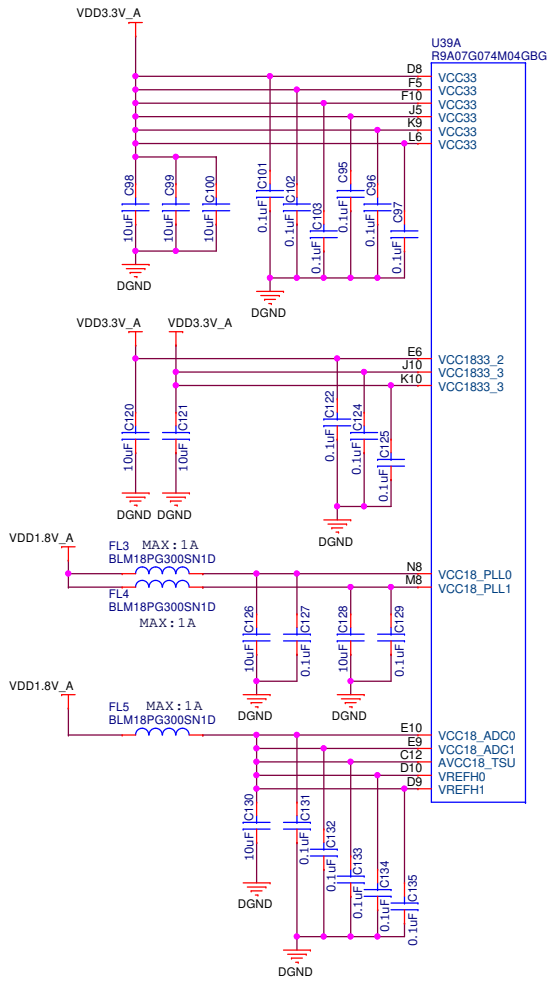 VDD3.3V_A
U39A
R9A07G074M04GBG
D8 VCC33
F5 VCC33
F10 VCC33
J5 VCC33
K9 VCC33
L6 VCC33
C98 10uF
C99 10uF
C100 10uF
C101 0.1uF
C102 0.1uF
C103 0.1uF
C95 0.1uF
C96 0.1uF
C97 0.1uF
DGND
DGND
VDD3.3V_A VDD3.3V_A
E6 VCC1833_2
J10 VCC1833_3
K10 VCC1833_3
C120 10uF
C121 10uF
C122 0.1uF
C124 0.1uF
C125 0.1uF
DGND DGND
DGND
VDD1.8V_A
FL3 MAX:1A
BLM18PG300SN1D
N8 VCC18_PLL0
M8 VCC18_PLL1
FL4
BLM18PG300SN1D
MAX:1A
C126 10uF
C127 0.1uF
C128 10uF
C129 0.1uF
DGND DGND
VDD1.8V_A
FL5 MAX:1A
BLM18PG300SN1D
E10 VCC18_ADC0
E9 VCC18_ADC1
C12 AVCC18_TSU
D10 VREFH0
D9 VREFH1
C130 10uF
C131 0.1uF
C132 0.1uF
C133 0.1uF
C134 0.1uF
C135 0.1uF
DGND
DGND